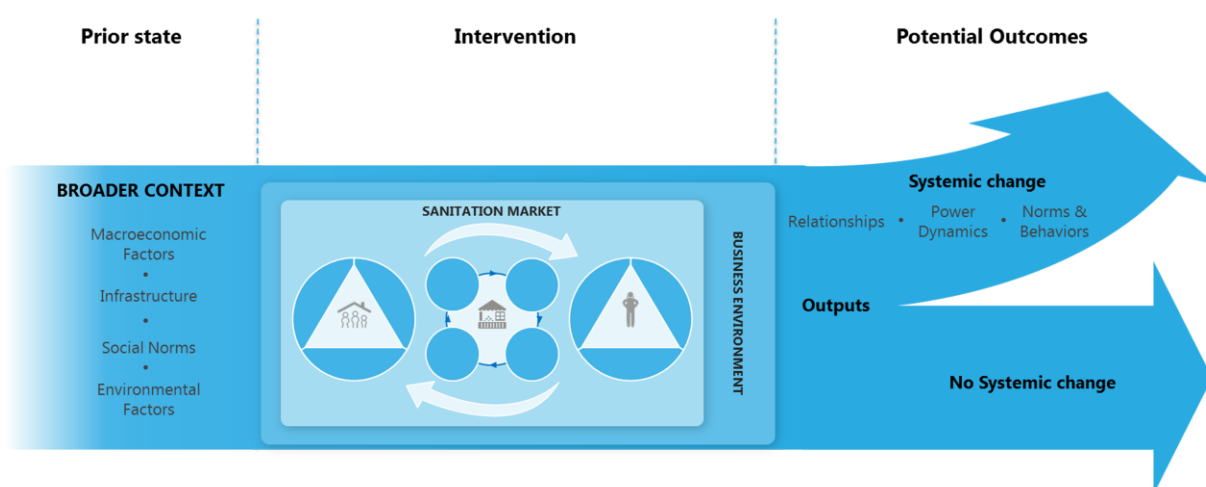 Prior state
Intervention
Potential Outcomes
BROADER CONTEXT
Macroeconomic
Factors
•
Infrastructure
•
Social Norms
•
Environmental
Factors
SANITATION MARKET
BUSINESS ENVIRONMENT
Systemic change
Relationships • Power Dynamics • Norms & Behaviors
Outputs
No Systemic change